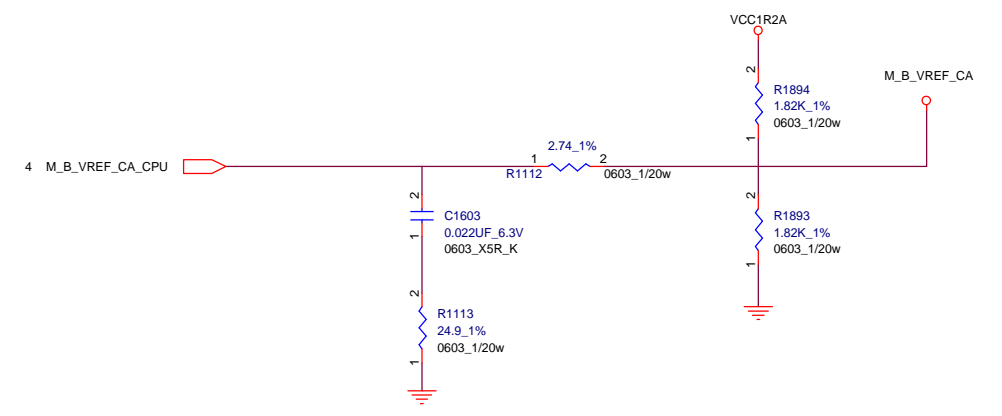 VCC1R2A
M_B_VREF_CA
2
R1894
1.82K_1%
0603_1/20w
1
4 M_B_VREF_CA_CPU
2.74_1%
1 2
R1112 0603_1/20w
2
C1603
0.022UF_6.3V
0603_X5R_K
1
2
R1893
1.82K_1%
0603_1/20w
1
2
R1113
24.9_1%
0603_1/20w
1